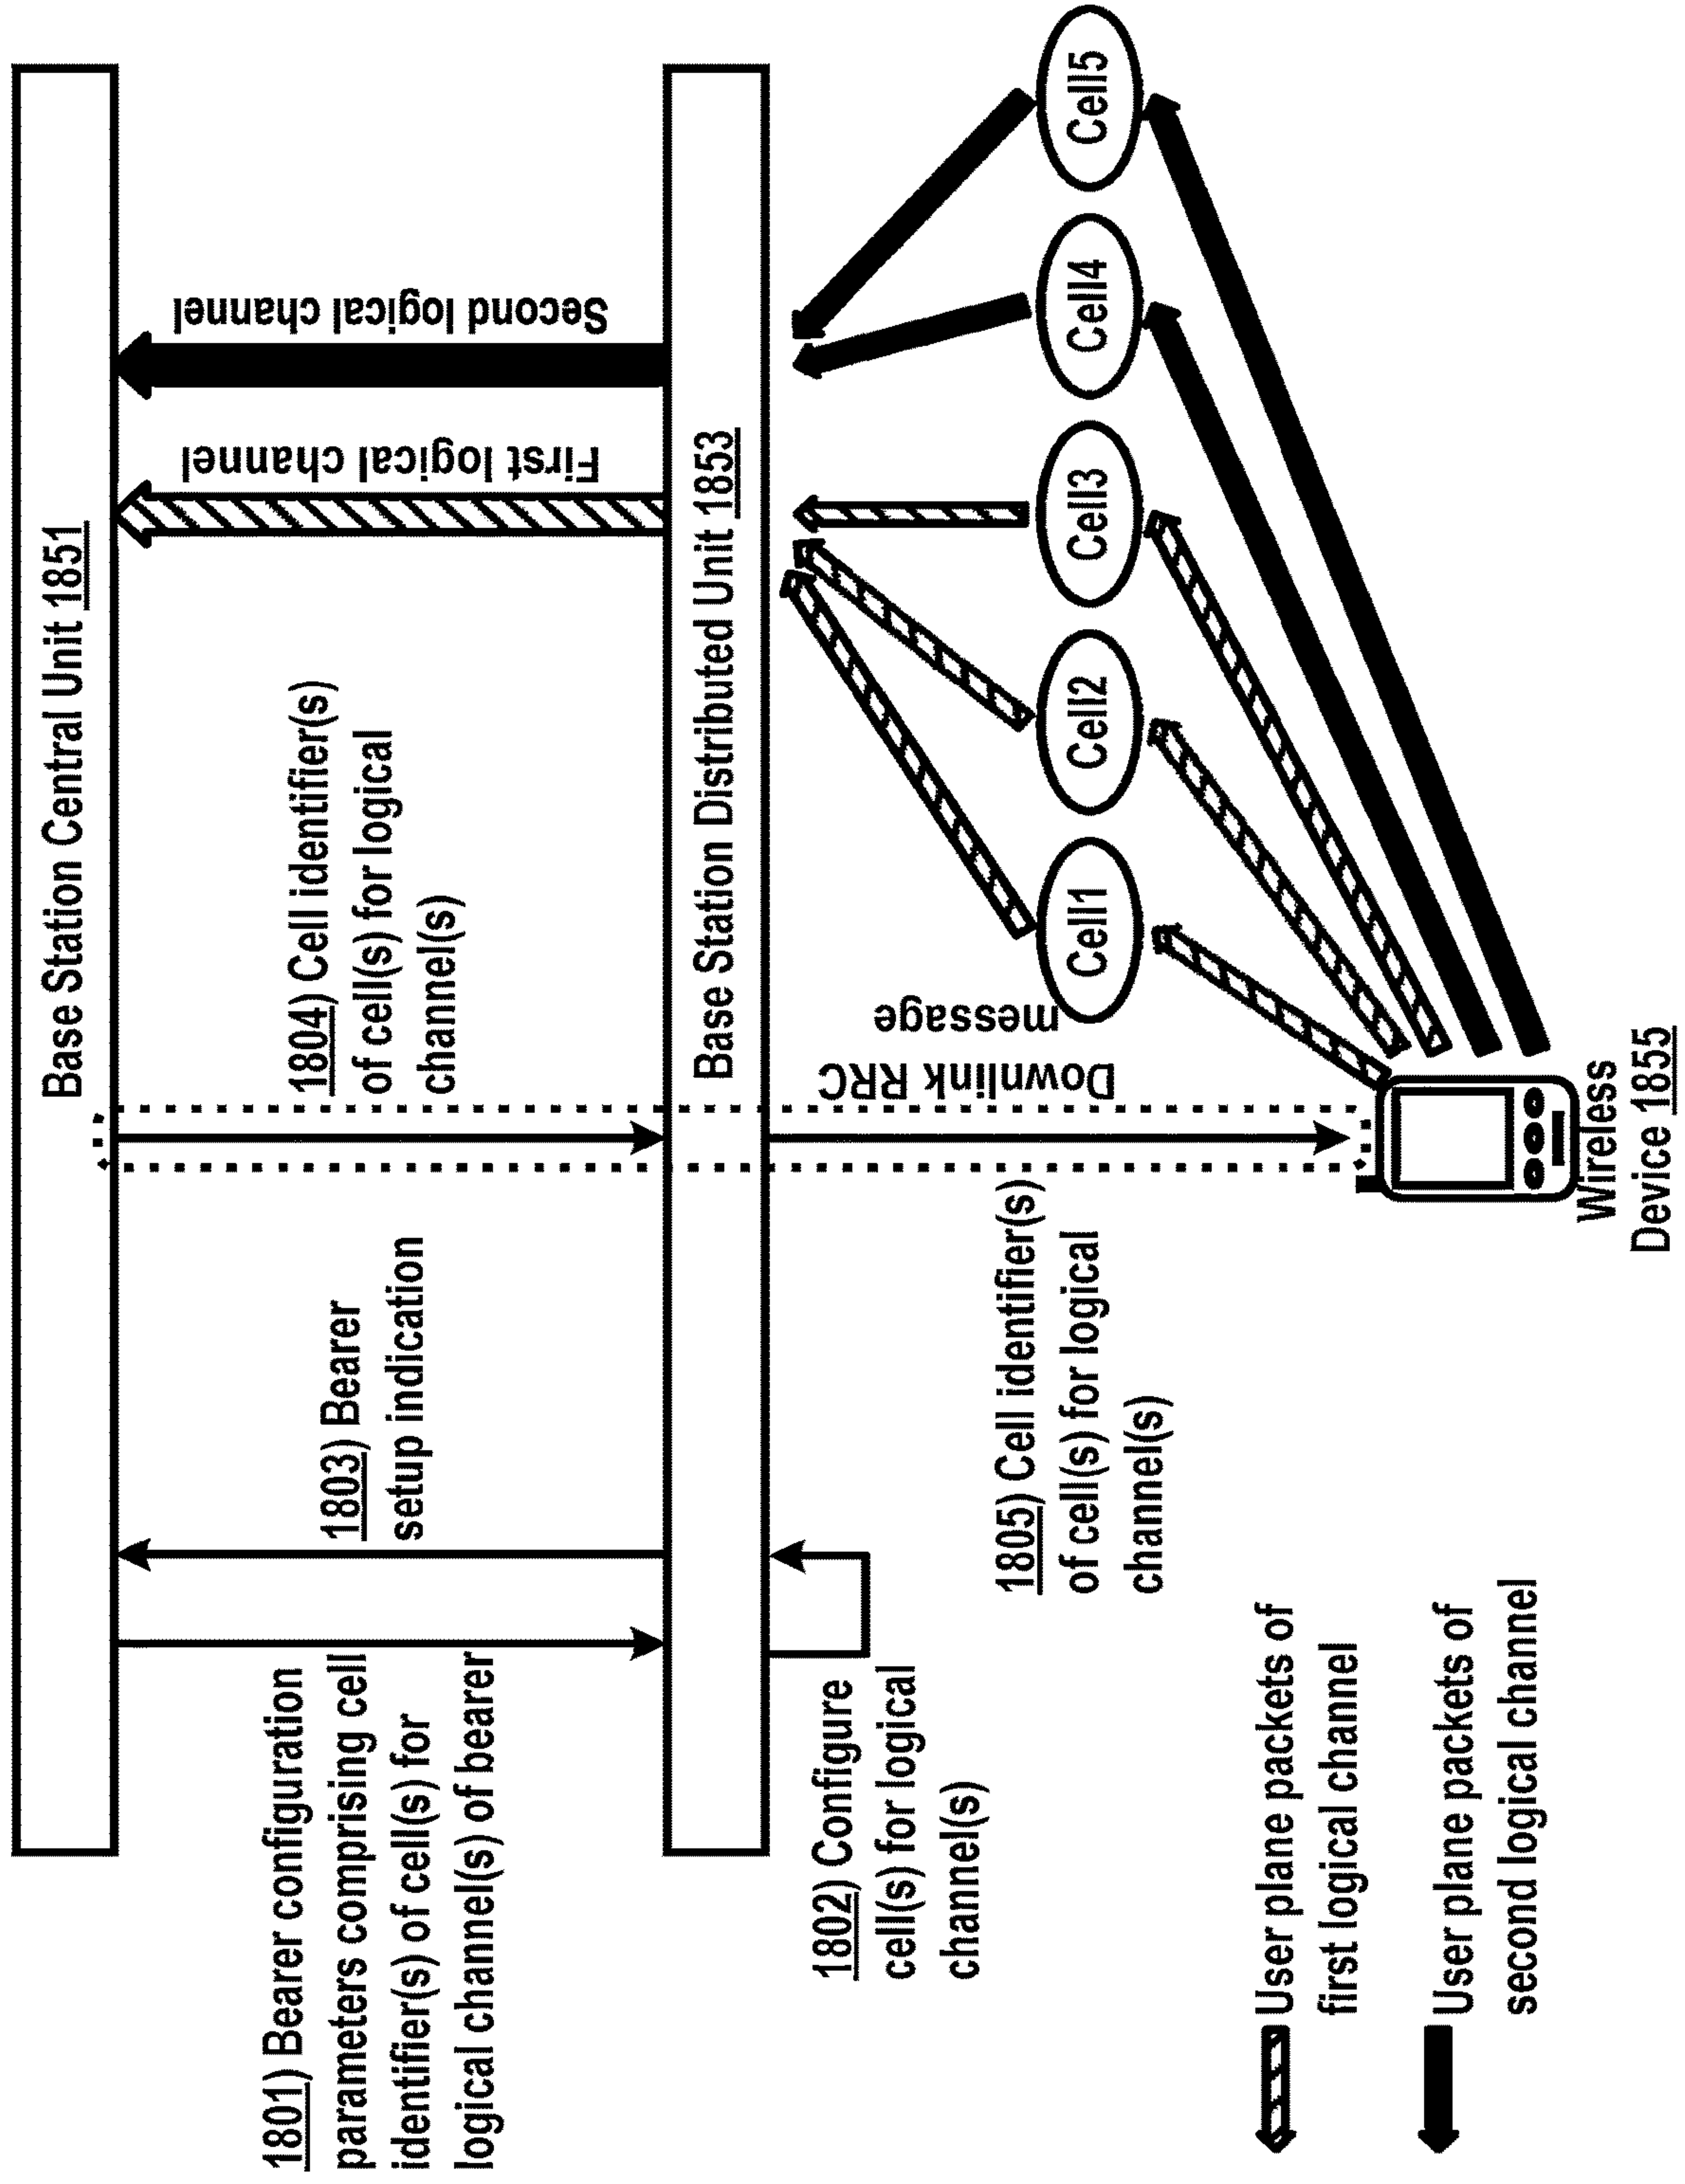 Base Station Central Unit 1851
1801) Bearer configuration
parameters comprising cell
identifier(s) of cell(s) for
logical channel(s) of bearer
1803) Bearer
setup indication
1804) Cell identifier(s)
of cell(s) for logical
channel(s)
First logical channel
Second logical channel
Base Station Distributed Unit 1853
1802) Configure
cell(s) for logical
channel(s)
1805) Cell identifier(s)
of cell(s) for logical
channel(s)
Downlink RRC
message
Cell1
Cell2
Cell3
Cell4
Cell5
Wireless
Device 1855
User plane packets of
first logical channel
User plane packets of
second logical channel